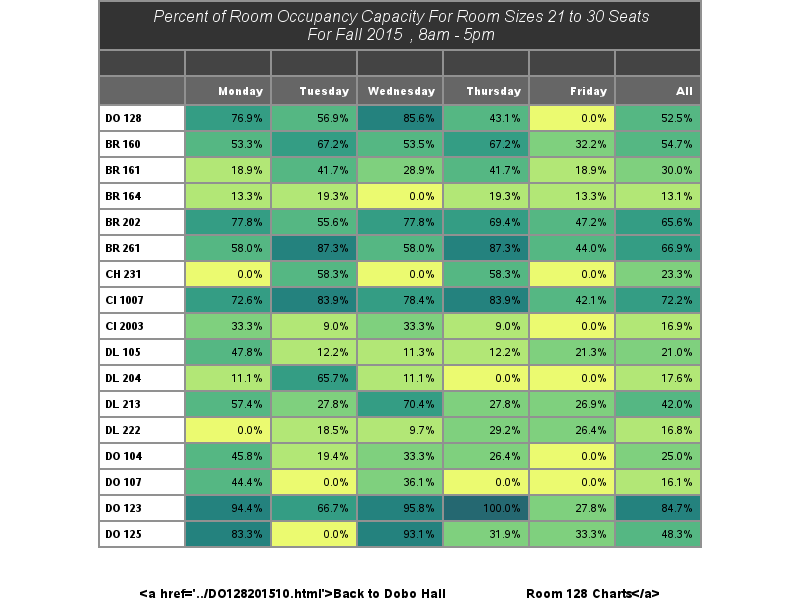 Percent of Room Occupancy Capacity For Room Sizes 21 to 30 Seats
For Fall 2015 , 8am - 5pm
Monday Tuesday Wednesday Thursday Friday All
DO 128 76.9% 56.9% 85.6% 43.1% 0.0% 52.5%
BR 160 53.3% 67.2% 53.5% 67.2% 32.2% 54.7%
BR 161 18.9% 41.7% 28.9% 41.7% 18.9% 30.0%
BR 164 13.3% 19.3% 0.0% 19.3% 13.3% 13.1%
BR 202 77.8% 55.6% 77.8% 69.4% 47.2% 65.6%
BR 261 58.0% 87.3% 58.0% 87.3% 44.0% 66.9%
CH 231 0.0% 58.3% 0.0% 58.3% 0.0% 23.3%
CI 1007 72.6% 83.9% 78.4% 83.9% 42.1% 72.2%
CI 2003 33.3% 9.0% 33.3% 9.0% 0.0% 16.9%
DL 105 47.8% 12.2% 11.3% 12.2% 21.3% 21.0%
DL 204 11.1% 65.7% 11.1% 0.0% 0.0% 17.6%
DL 213 57.4% 27.8% 70.4% 27.8% 26.9% 42.0%
DL 222 0.0% 18.5% 9.7% 29.2% 26.4% 16.8%
DO 104 45.8% 19.4% 33.3% 26.4% 0.0% 25.0%
DO 107 44.4% 0.0% 36.1% 0.0% 0.0% 16.1%
DO 123 94.4% 66.7% 95.8% 100.0% 27.8% 84.7%
DO 125 83.3% 0.0% 93.1% 31.9% 33.3% 48.3%
<a href='../DO128201510.html'>Back to Dobo Hall Room 128 Charts</a>